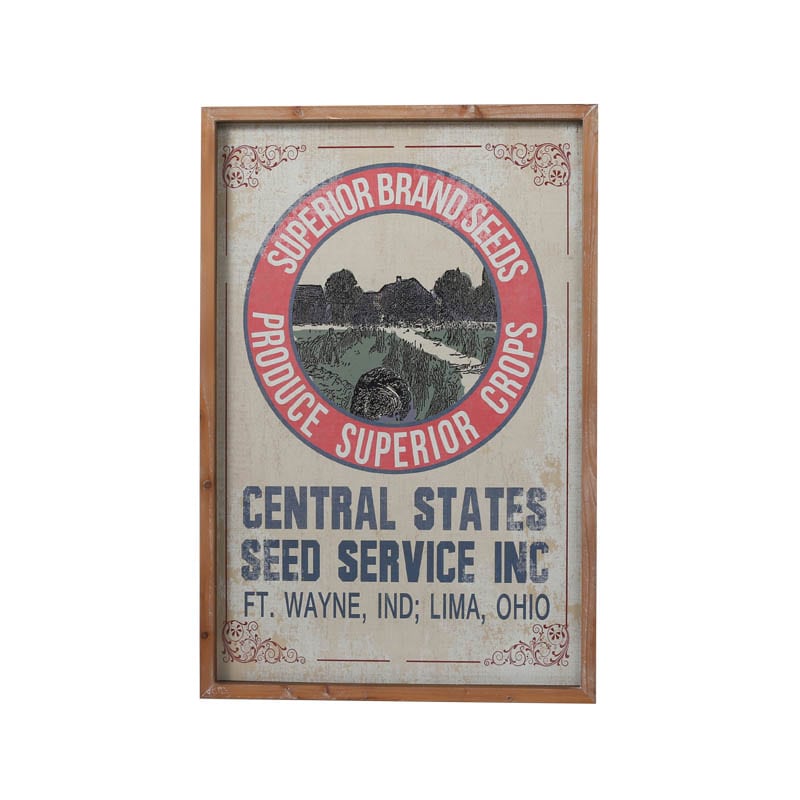 SUPERIOR BRAND SEEDS
PRODUCE SUPERIOR CROPS
CENTRAL STATES
SEED SERVICE INC
FT. WAYNE, IND; LIMA, OHIO